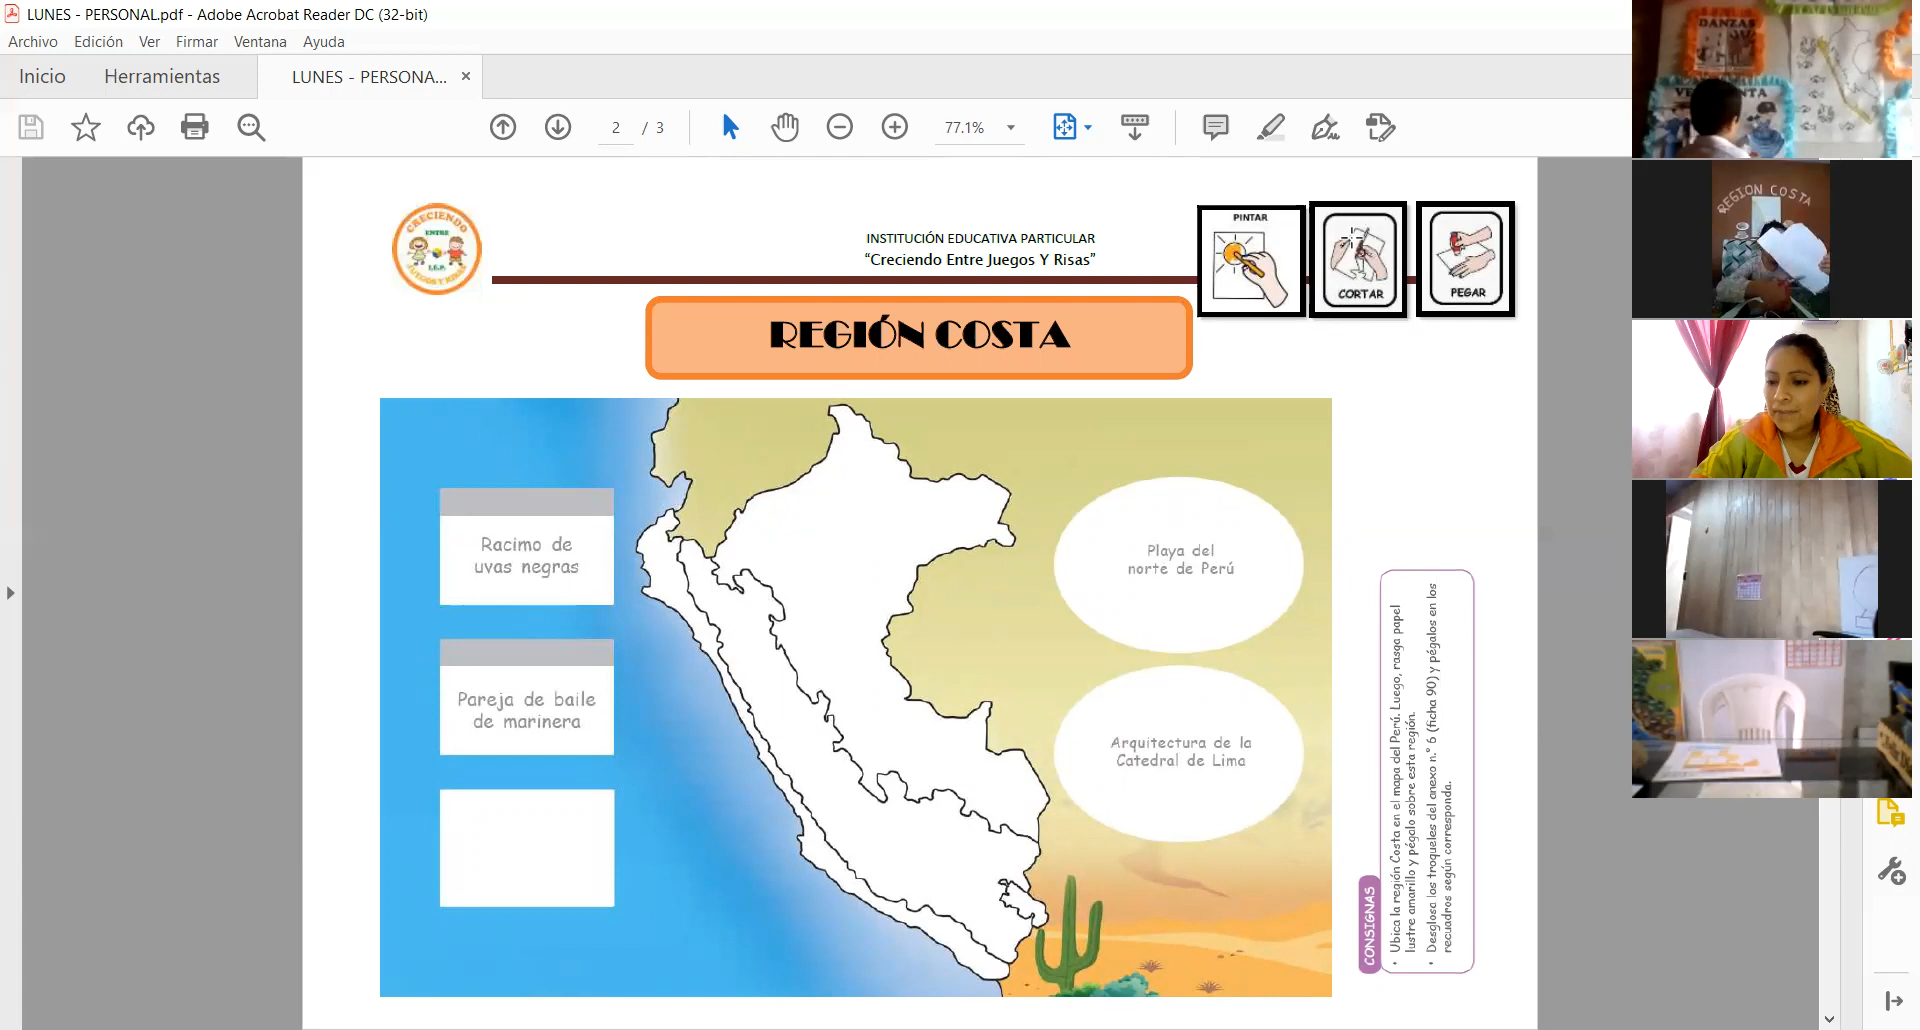 LUNES - PERSONAL.pdf - Adobe Acrobat Reader DC (32-bit)
Archivo Edición Ver Firmar Ventana Ayuda
Inicio Herramientas LUNES - PERSONA... ×
2 / 3 77.1%
CRECIENDO
ENTRE
I.E.P.
JUEGOS Y RISAS
INSTITUCIÓN EDUCATIVA PARTICULAR
“Creciendo Entre Juegos Y Risas”
PINTAR
CORTAR
PEGAR
REGIÓN COSTA
Racimo de
uvas negras
Pareja de baile
de marinera
Playa del
norte de Perú
Arquitectura de la
Catedral de Lima
CONSIGNAS
• Ubica la región Costa en el mapa del Perú. Luego, rasga papel
lustre amarillo y pégalo sobre esta región.
• Desglosa los troqueles del anexo n.° 6 (ficha 90) y pégalos en los
recuadros según corresponda.
DANZAS
REGION COSTA